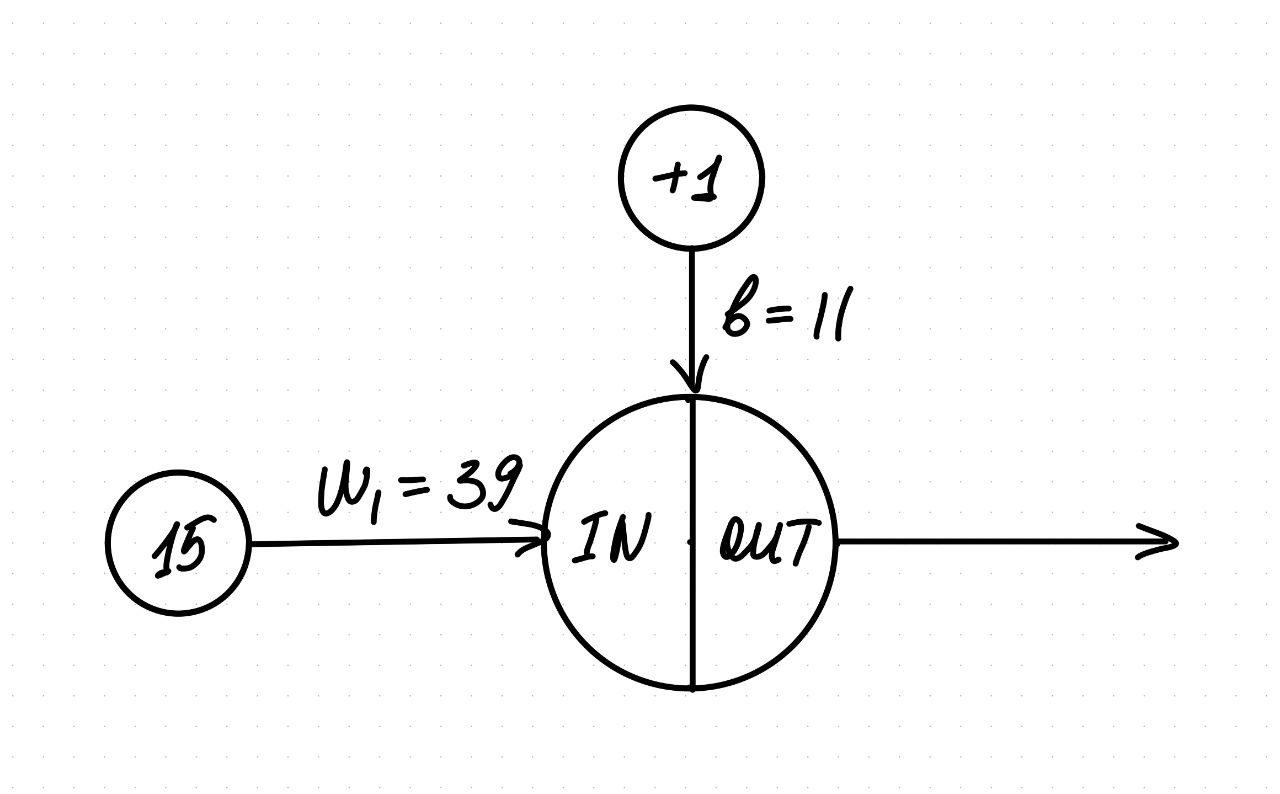 +1
b = 11
w₁ = 39
15
IN
OUT